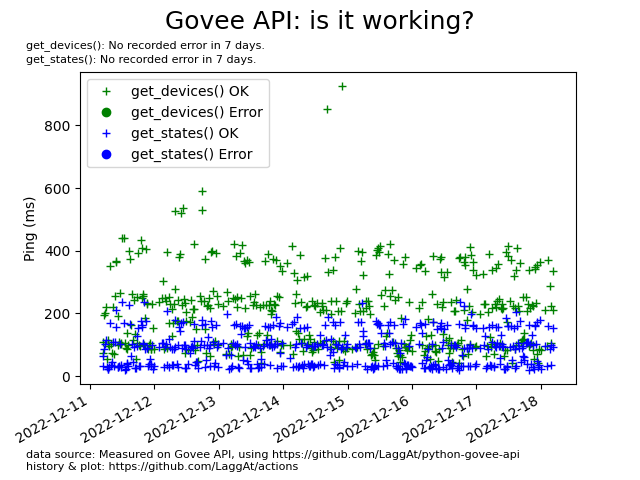 Govee API: is it working?
get_devices(): No recorded error in 7 days.
get_states(): No recorded error in 7 days.
get_devices() OK
get_devices() Error
get_states() OK
get_states() Error
Ping (ms)
800
600
400
200
0
2022-12-11
2022-12-12
2022-12-13
2022-12-14
2022-12-15
2022-12-16
2022-12-17
2022-12-18
data source: Measured on Govee API, using https://github.com/LaggAt/python-govee-api
history & plot: https://github.com/LaggAt/actions